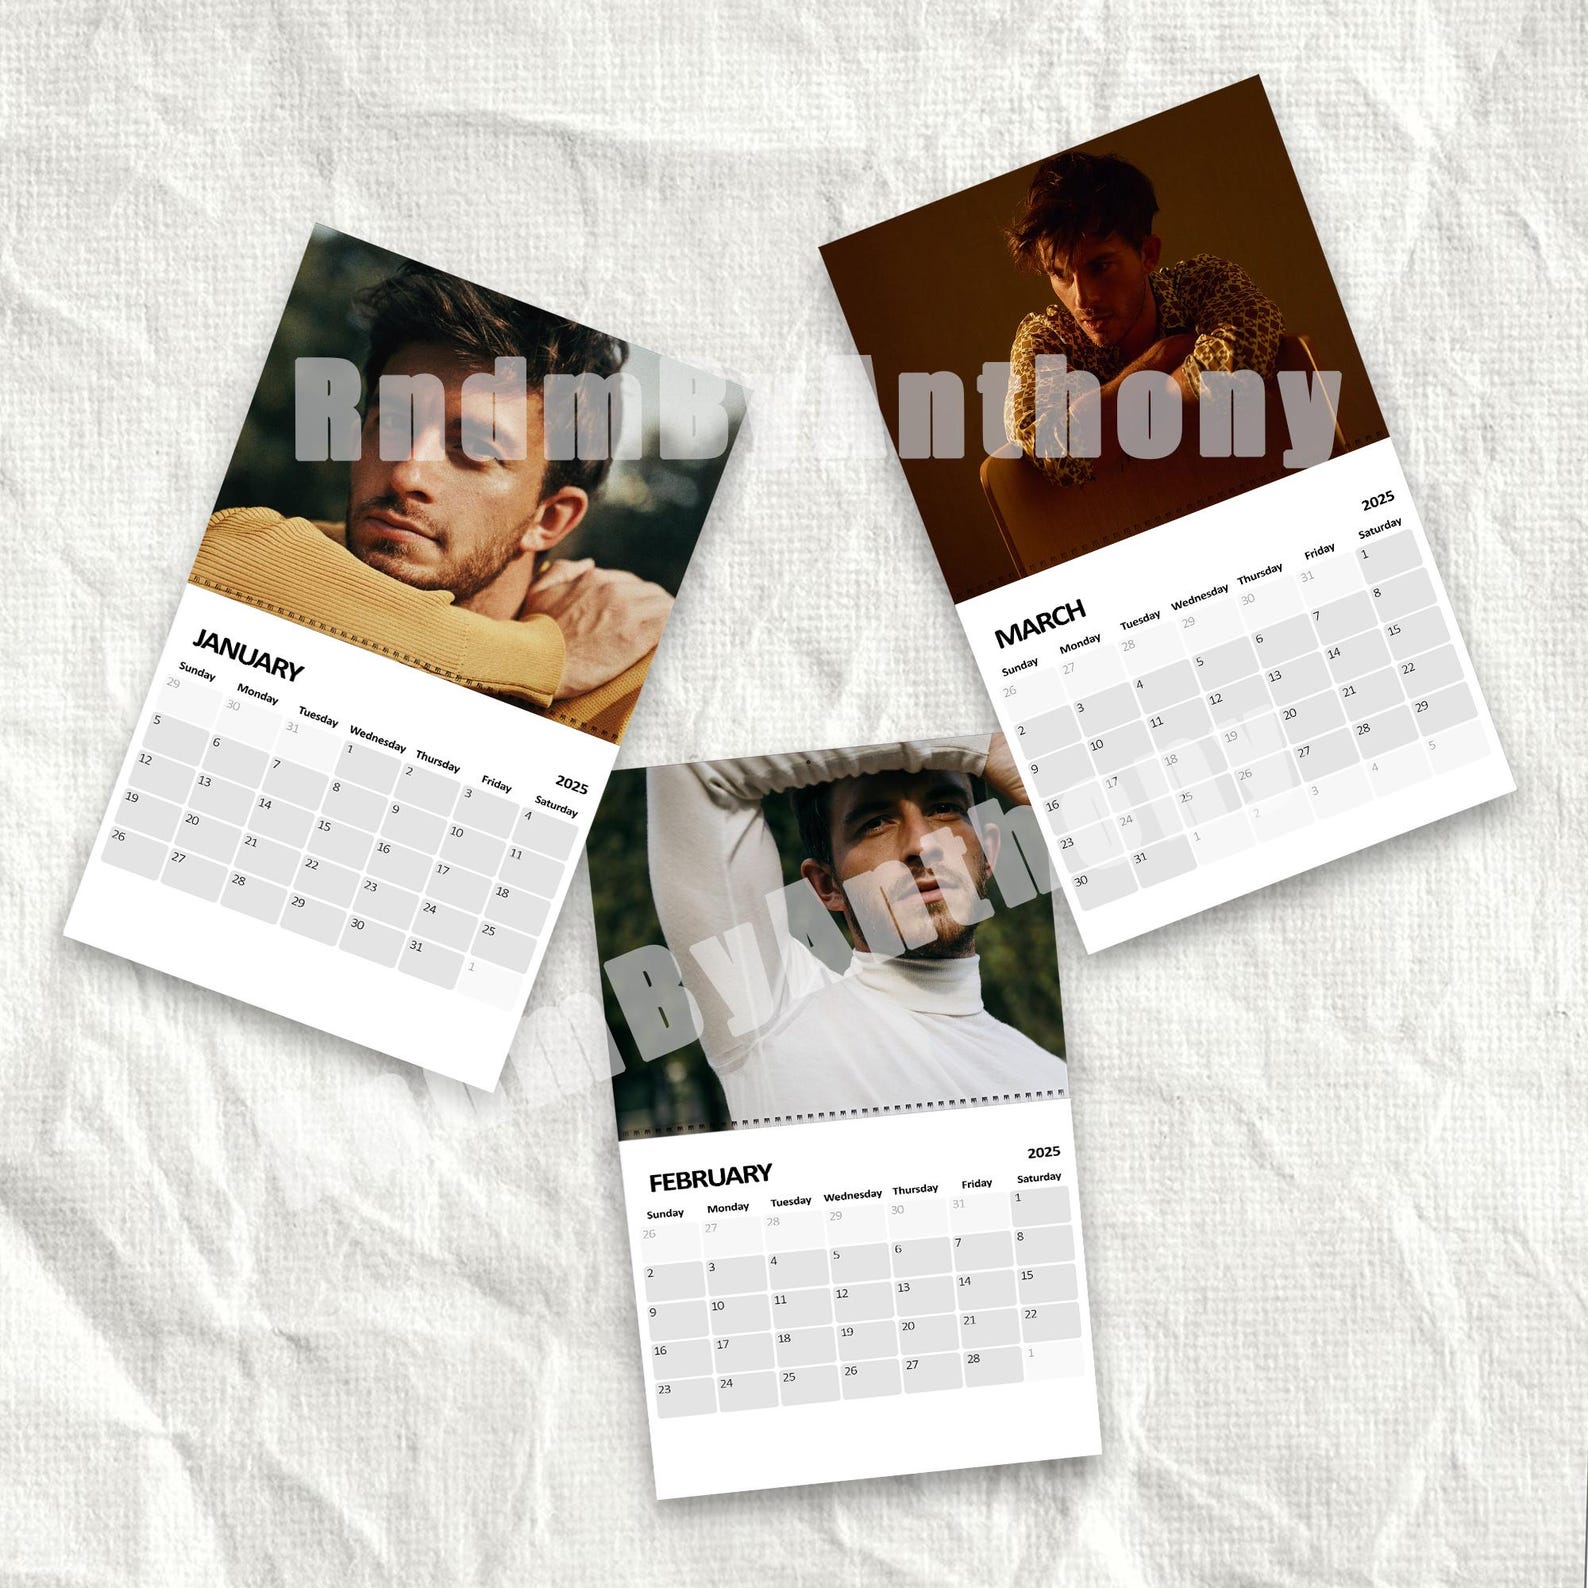 RndmByAnthony
JANUARY
2025
Sunday Monday Tuesday Wednesday Thursday Friday Saturday
29 30 31 1 2 3 4
5 6 7 8 9 10 11
12 13 14 15 16 17 18
19 20 21 22 23 24 25
26 27 28 29 30 31 1
2025
MARCH
Sunday Monday Tuesday Wednesday Thursday Friday Saturday
26 27 28 29 30 31 1
2 3 4 5 6 7 8
9 10 11 12 13 14 15
16 17 18 19 20 21 22
23 24 25 26 27 28 29
30 31 1 2 3 4 5
mByAnthony
2025
FEBRUARY
Sunday Monday Tuesday Wednesday Thursday Friday Saturday
26 27 28 29 30 31 1
2 3 4 5 6 7 8
9 10 11 12 13 14 15
16 17 18 19 20 21 22
23 24 25 26 27 28 1